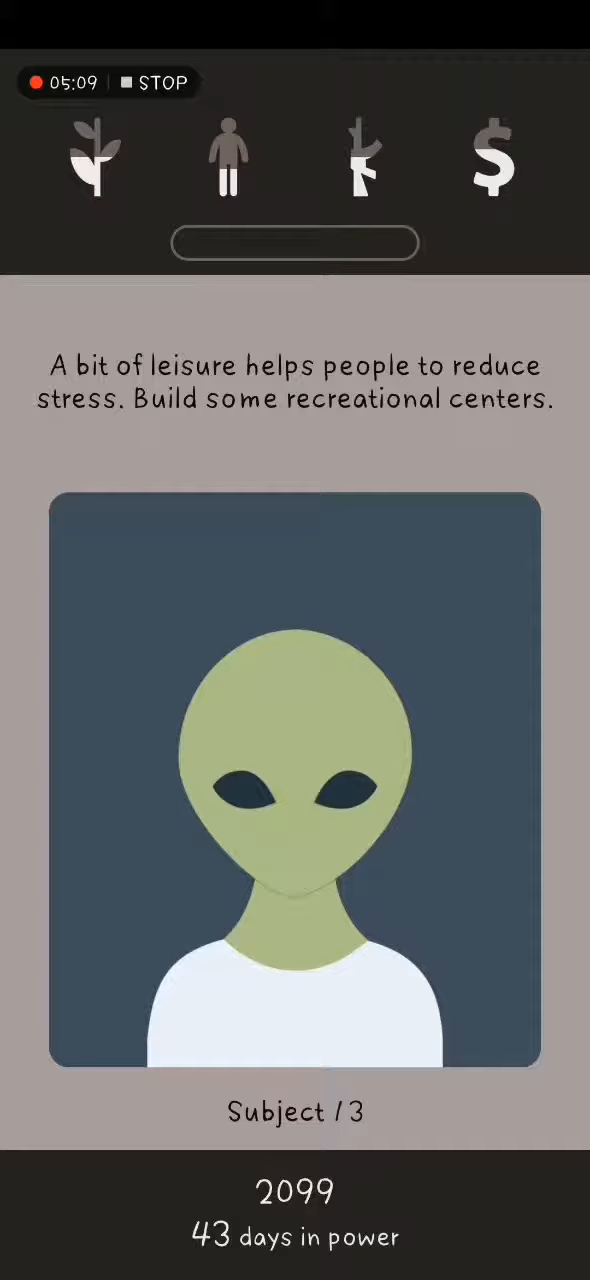 05:09 STOP
A bit of leisure helps people to reduce
stress. Build some recreational centers.
Subject 13
2099
43 days in power